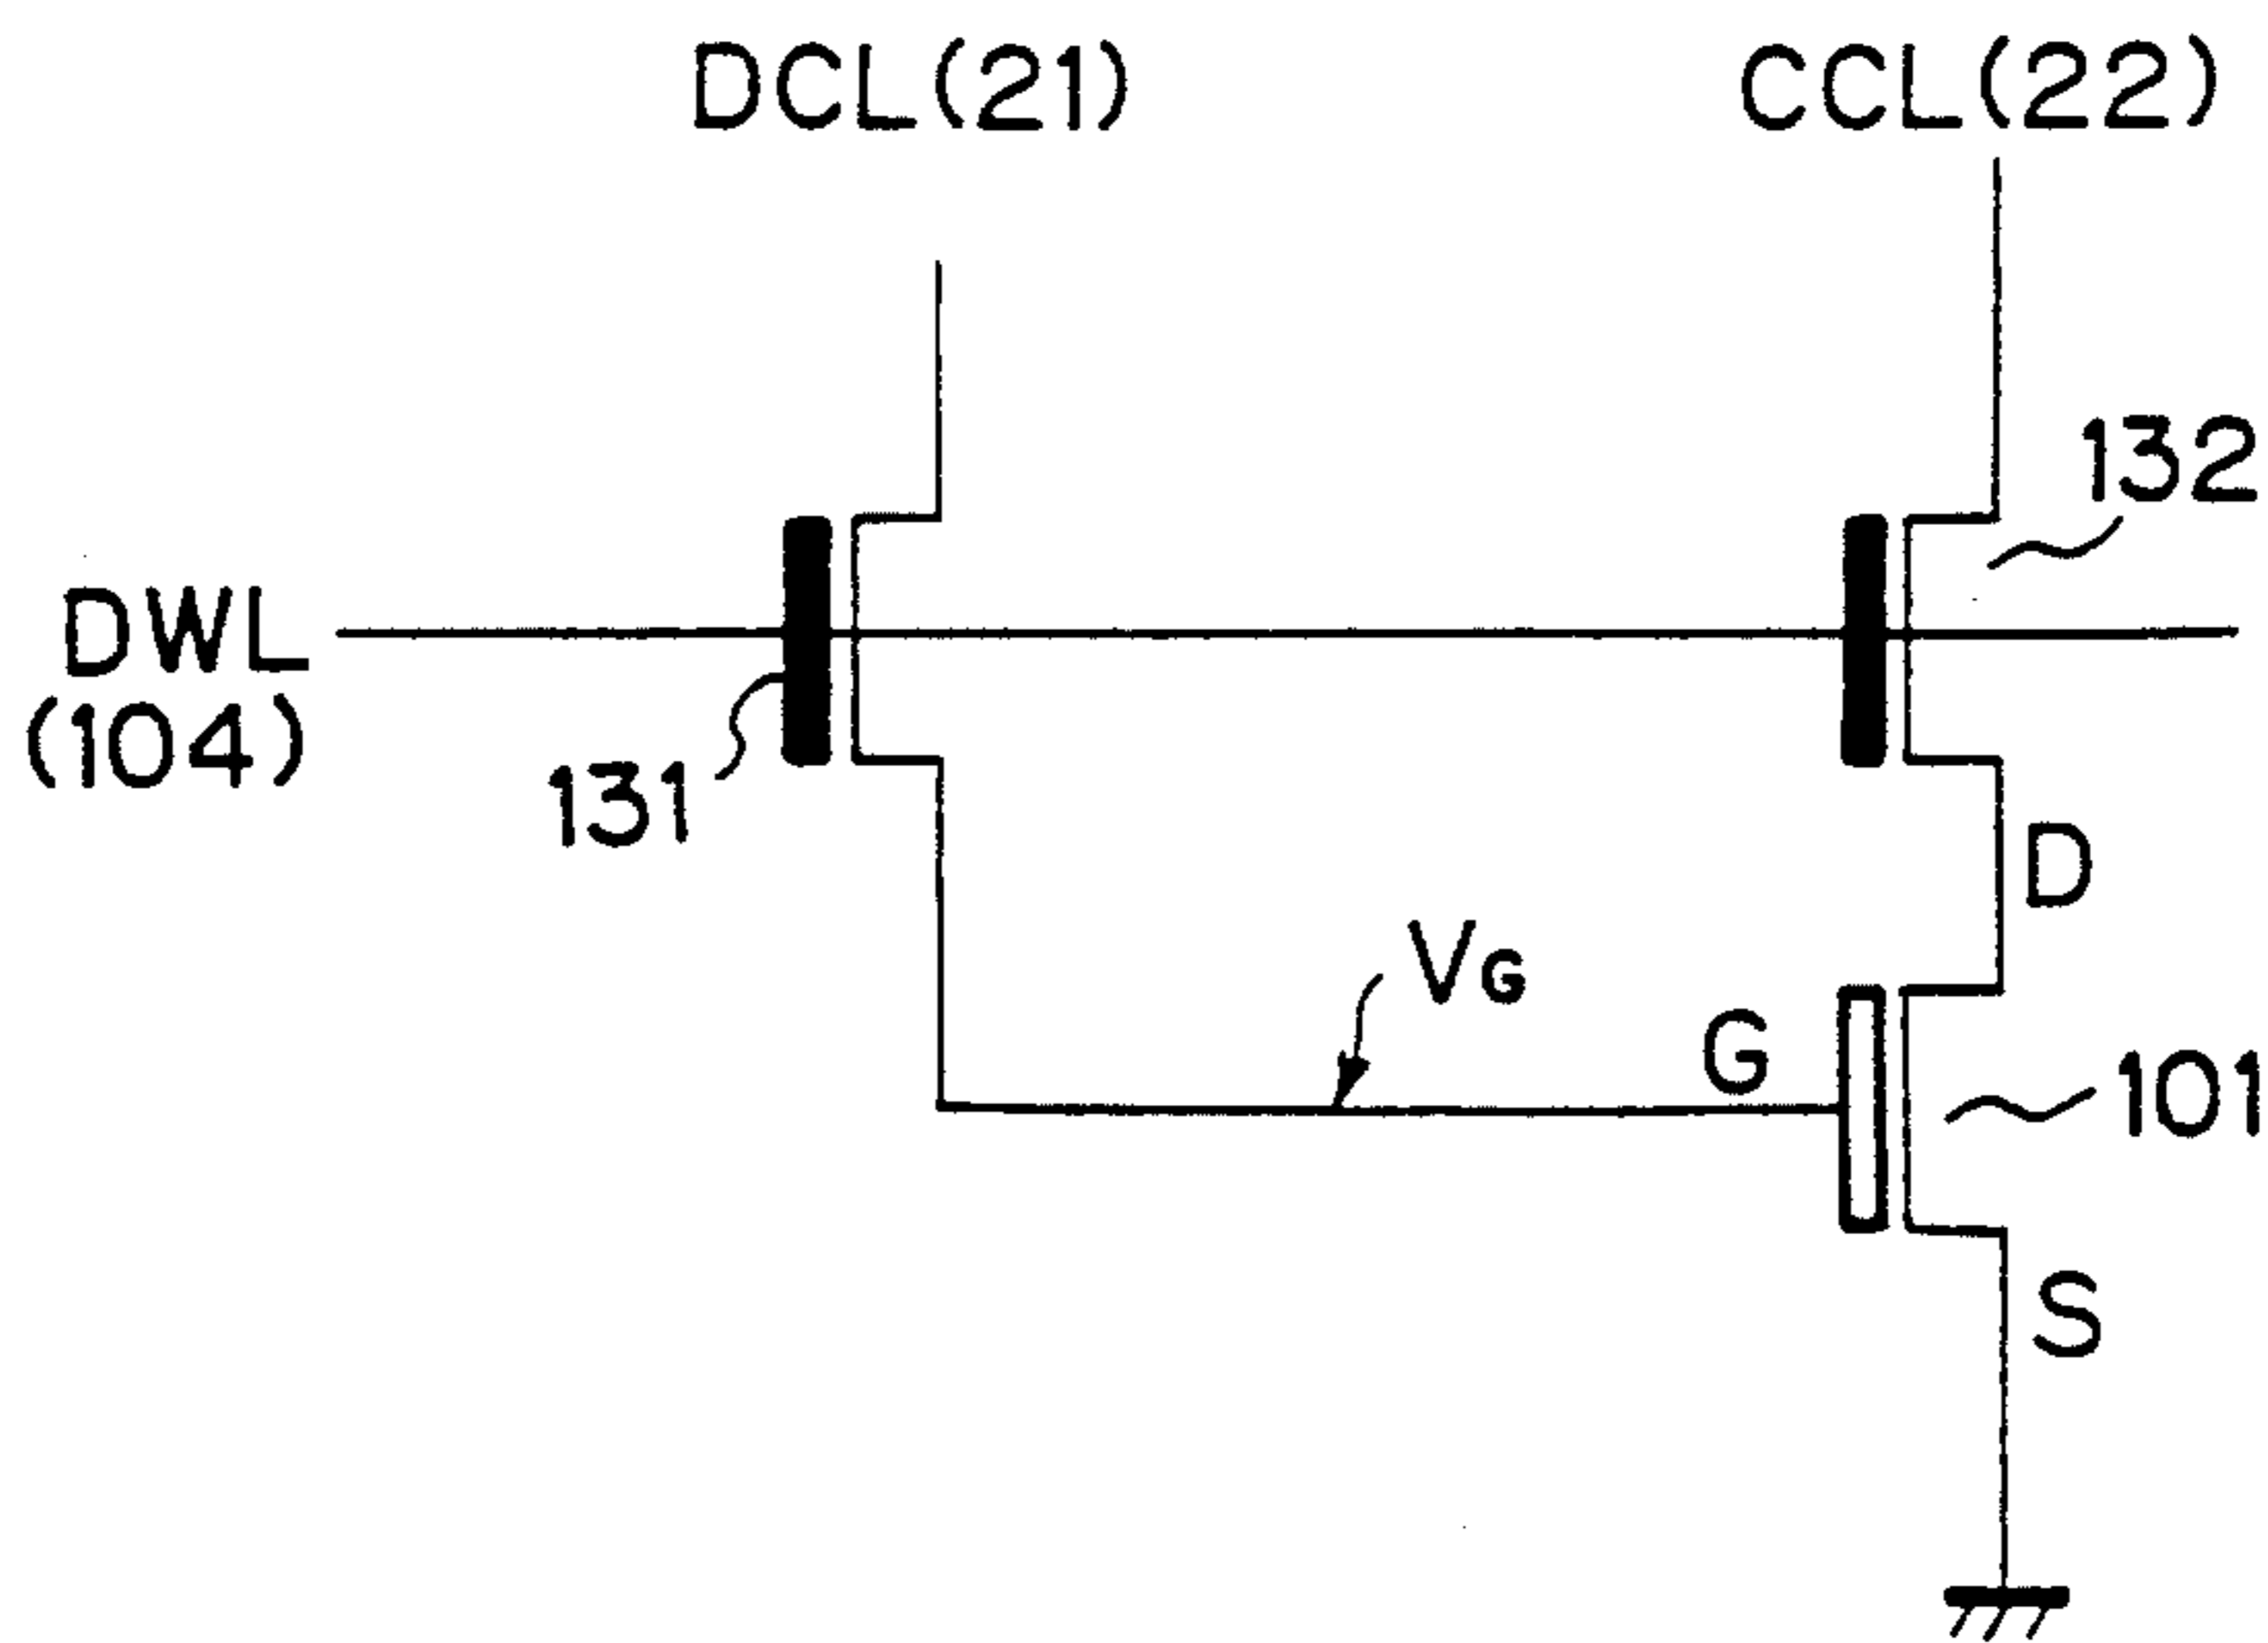 DCL(21)
CCL(22)
132
DWL
(104)
131
D
VG
G
101
S